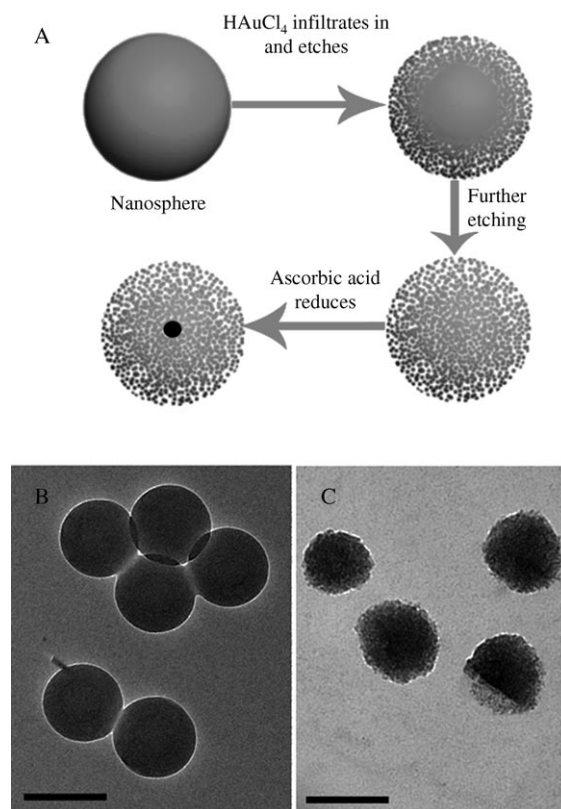 A
HAuCl₄ infiltrates in
and etches
Nanosphere
Further
etching
Ascorbic acid
reduces
B
C